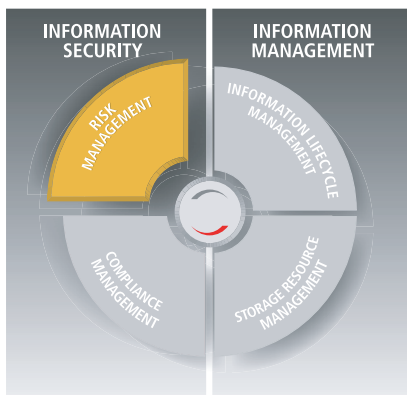 INFORMATION
SECURITY
INFORMATION
MANAGEMENT
RISK
MANAGEMENT
INFORMATION LIFECYCLE
MANAGEMENT
COMPLIANCE
MANAGEMENT
STORAGE RESOURCE
MANAGEMENT